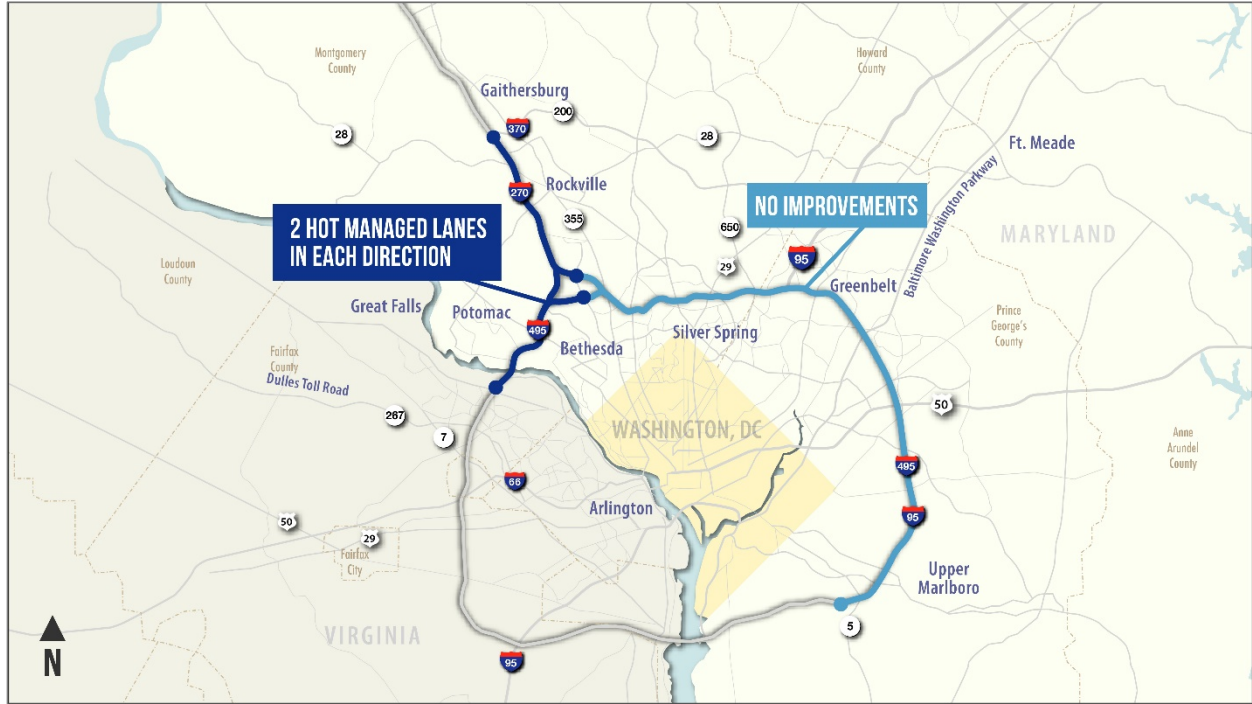 Montgomery
County
Howard
County
Gaithersburg
200
370
28
28
Ft. Meade
270
Rockville
NO IMPROVEMENTS
355
650
2 HOT MANAGED LANES
IN EACH DIRECTION
MARYLAND
Baltimore Washington Parkway
95
29
Loudoun
County
Greenbelt
Great Falls
Potomac
Prince
George's
County
495
Silver Spring
Bethesda
Fairfax
County
Dulles Toll Road
267
50
7
WASHINGTON, DC
Anne
Arundel
County
495
66
Arlington
95
50
29
Fairfax
City
Upper
Marlboro
5
VIRGINIA
N
95